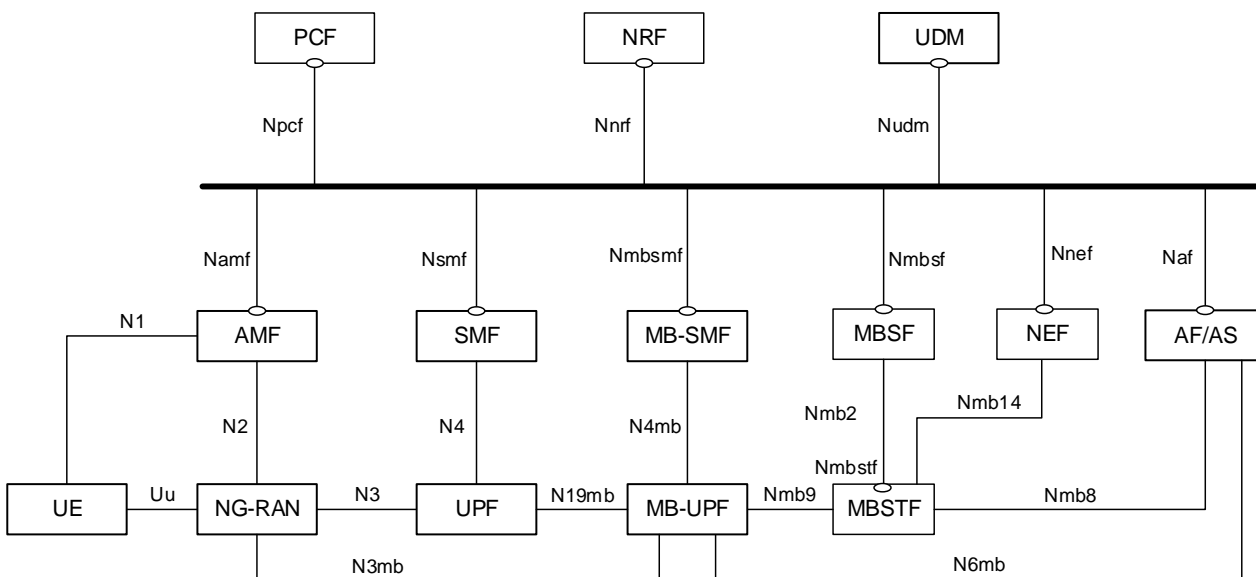 PCF
NRF
UDM
Npcf
Nnrf
Nudm
Namf
Nsmf
Nmbsmf
Nmbsf
Nnef
Naf
N1
AMF
SMF
MB-SMF
MBSF
NEF
AF/AS
N2
N4
N4mb
Nmb2
Nmb14
Nmbstf
Uu
N3
N19mb
Nmb9
Nmb8
UE
NG-RAN
UPF
MB-UPF
MBSTF
N3mb
N6mb